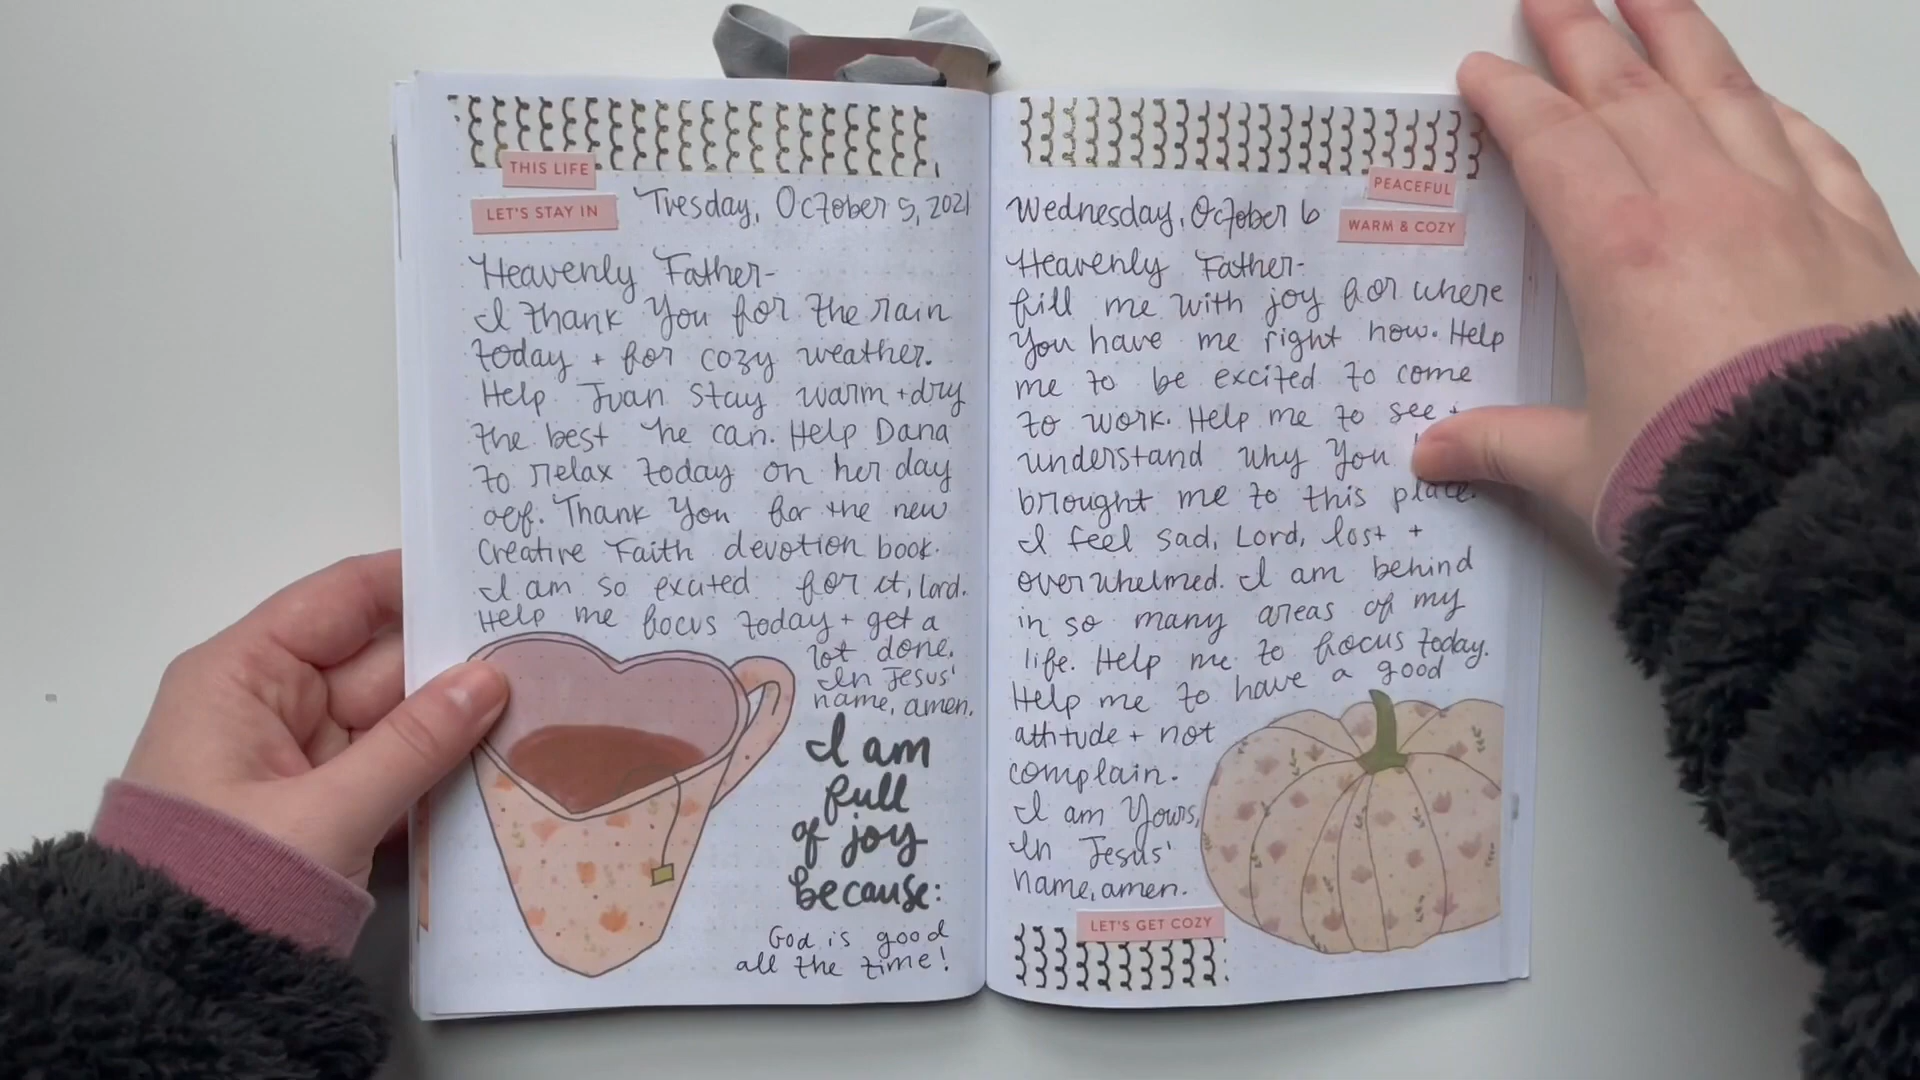 THIS LIFE
LET'S STAY IN
Tuesday, October 5, 2021
Heavenly Father-
I thank You for the rain
today + for cozy weather.
Help Juan stay warm + dry
the best he can. Help Dana
to relax today on her day
off. Thank You for the new
Creative Faith devotion book.
I am so excited for it, Lord.
Help me focus today + get a
lot done.
In Jesus'
name, amen.
I am
full
of joy
because:
God is good
all the time!
PEACEFUL
WARM & COZY
Wednesday, October 6
Heavenly Father-
fill me with joy for where
You have me right now. Help
me to be excited to come
to work. Help me to see +
understand why You
brought me to this place.
I feel sad, Lord, lost +
overwhelmed. I am behind
in so many areas of my
life. Help me to focus today.
Help me to have a good
attitude + not
complain.
I am Yours,
In Jesus'
name, amen.
LET'S GET COZY